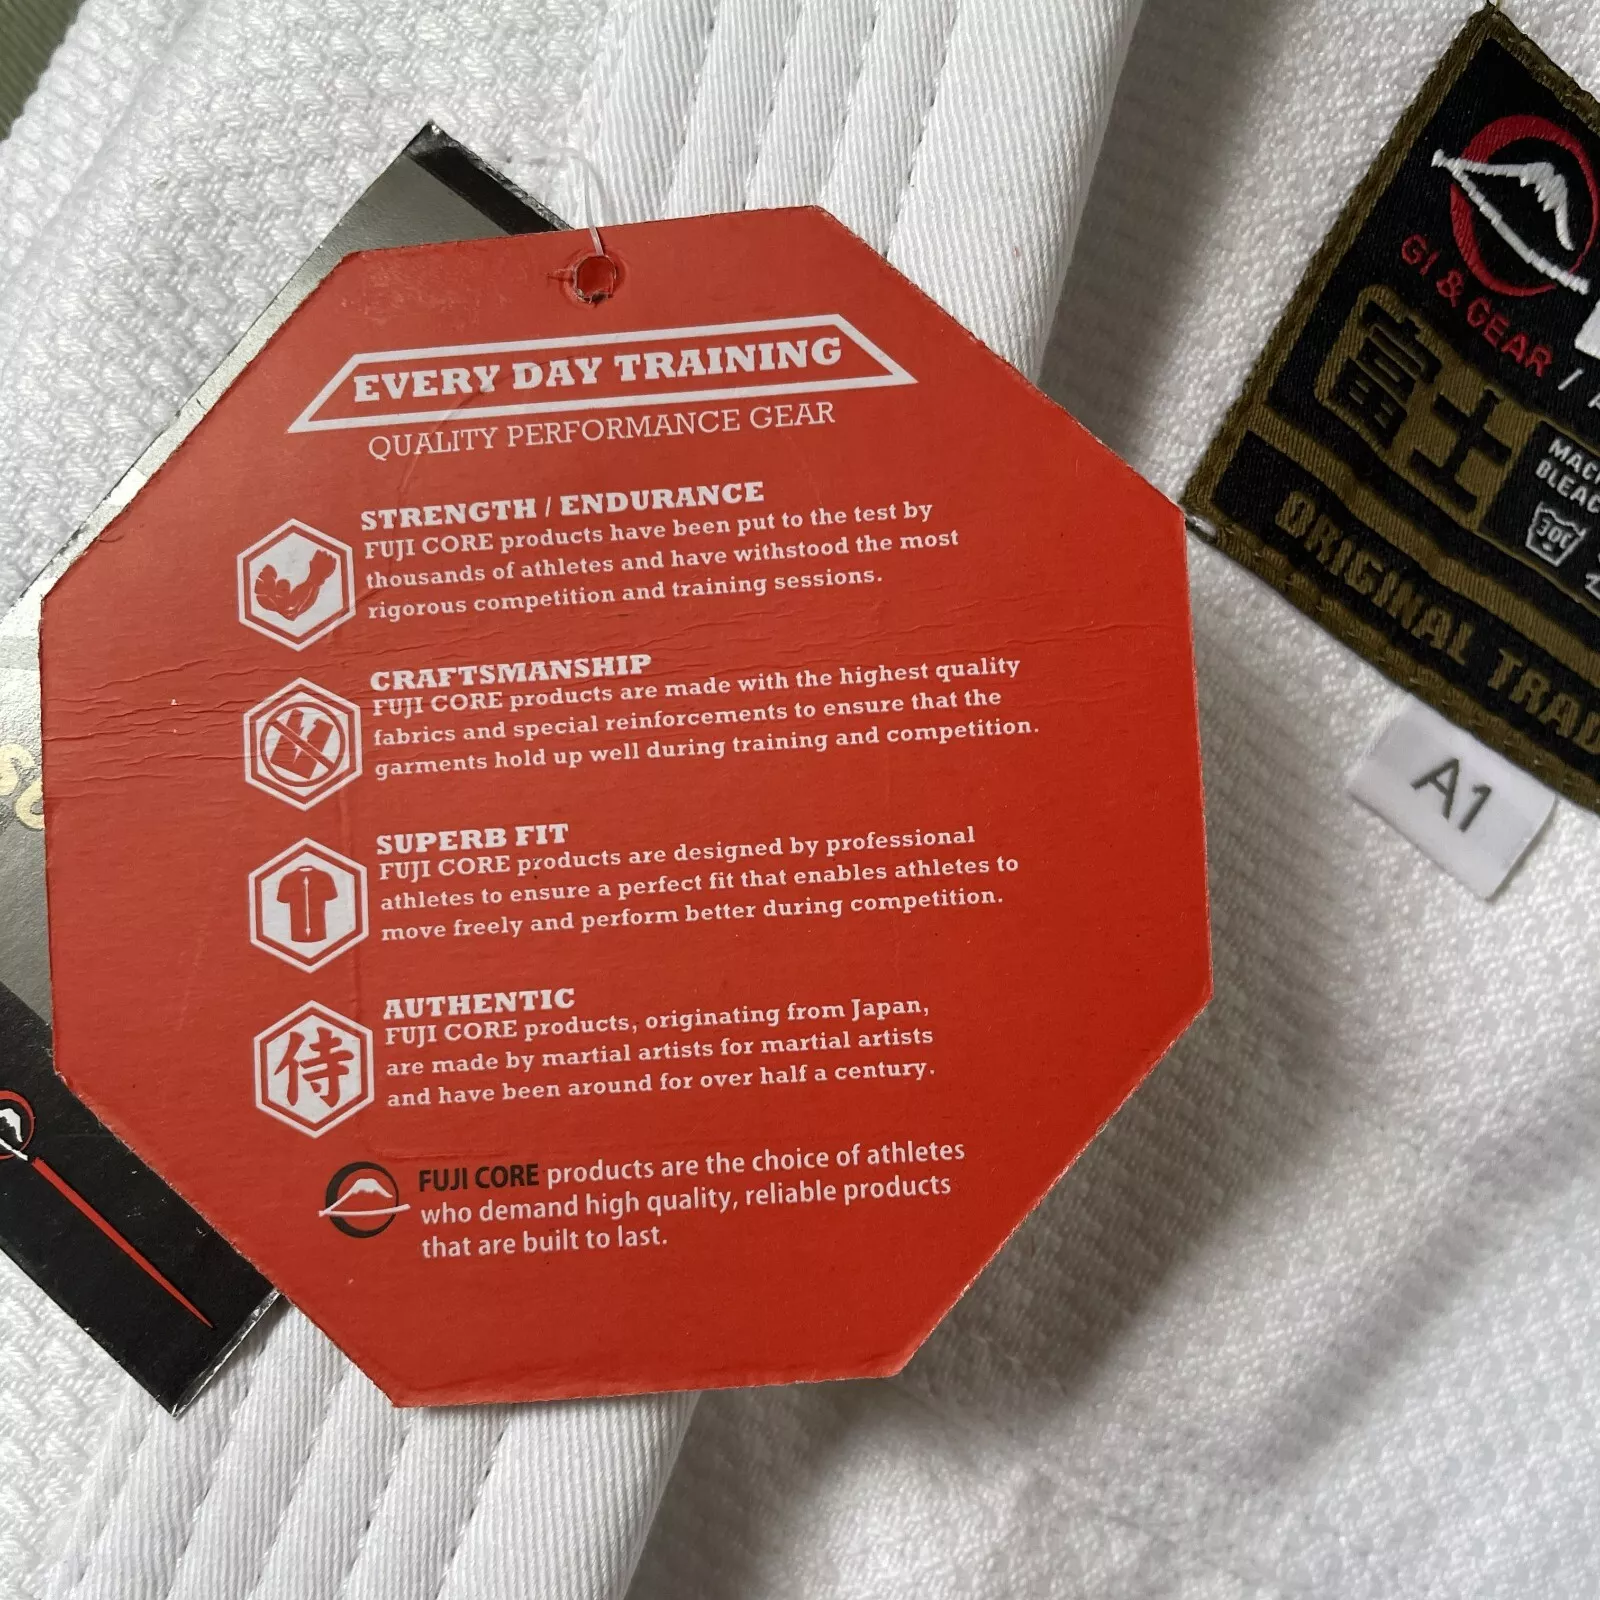 EVERY DAY TRAINING
QUALITY PERFORMANCE GEAR
STRENGTH / ENDURANCE
FUJI CORE products have been put to the test by
thousands of athletes and have withstood the most
rigorous competition and training sessions.
CRAFTSMANSHIP
FUJI CORE products are made with the highest quality
fabrics and special reinforcements to ensure that the
garments hold up well during training and competition.
SUPERB FIT
FUJI CORE products are designed by professional
athletes to ensure a perfect fit that enables athletes to
move freely and perform better during competition.
侍
AUTHENTIC
FUJI CORE products, originating from Japan,
are made by martial artists for martial artists
and have been around for over half a century.
FUJI CORE products are the choice of athletes
who demand high quality, reliable products
that are built to last.
GI & GEAR /
富士
ORIGINAL
30C
A1